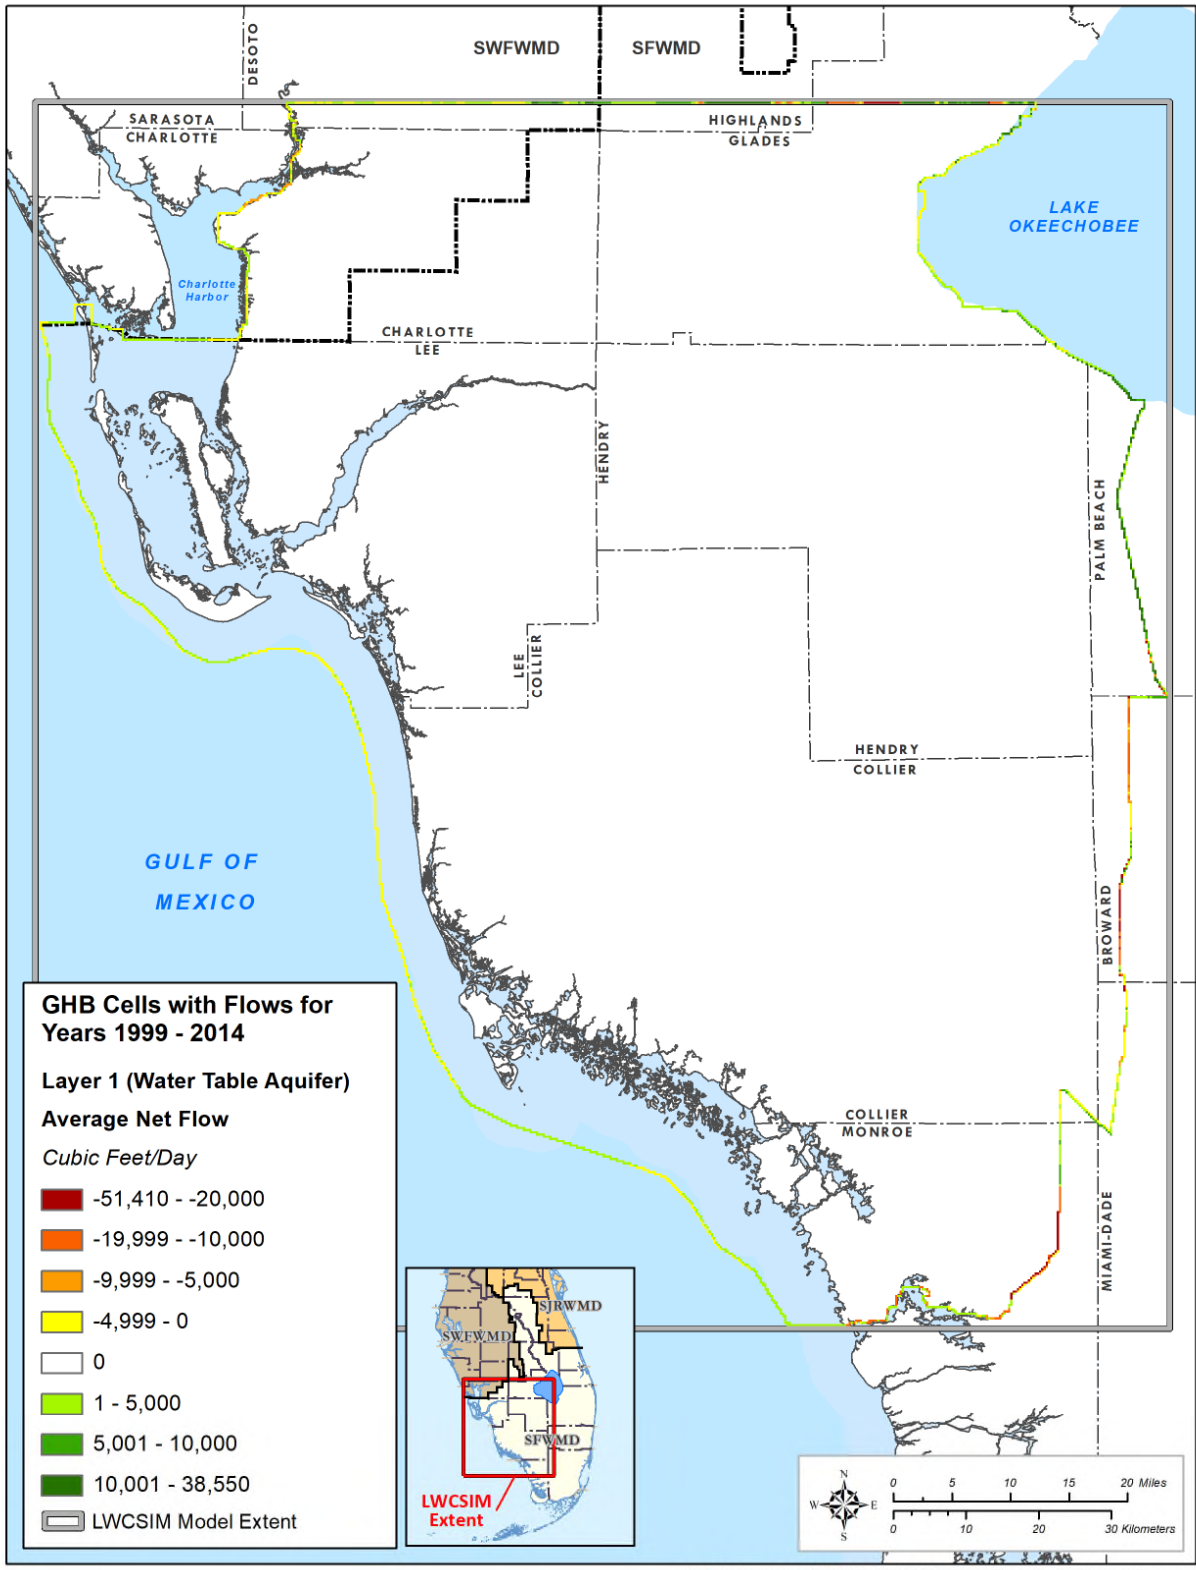 DESOTO
SWFWMD
SFWMD
SARASOTA
CHARLOTTE
HIGHLANDS
GLADES
LAKE
OKEECHOBEE
Charlotte
Harbor
CHARLOTTE
LEE
HENDRY
PALM BEACH
LEE
COLLIER
HENDRY
COLLIER
GULF OF
MEXICO
BROWARD
COLLIER
MONROE
MIAMI-DADE
GHB Cells with Flows for
Years 1999 - 2014
Layer 1 (Water Table Aquifer)
Average Net Flow
Cubic Feet/Day
-51,410 - -20,000
-19,999 - -10,000
-9,999 - -5,000
-4,999 - 0
0
1 - 5,000
5,001 - 10,000
10,001 - 38,550
LWCSIM Model Extent
SJRWMD
SWFWMD
SFWMD
LWCSIM
Extent
N
W E
S
0 5 10 15 20 Miles
0 10 20 30 Kilometers